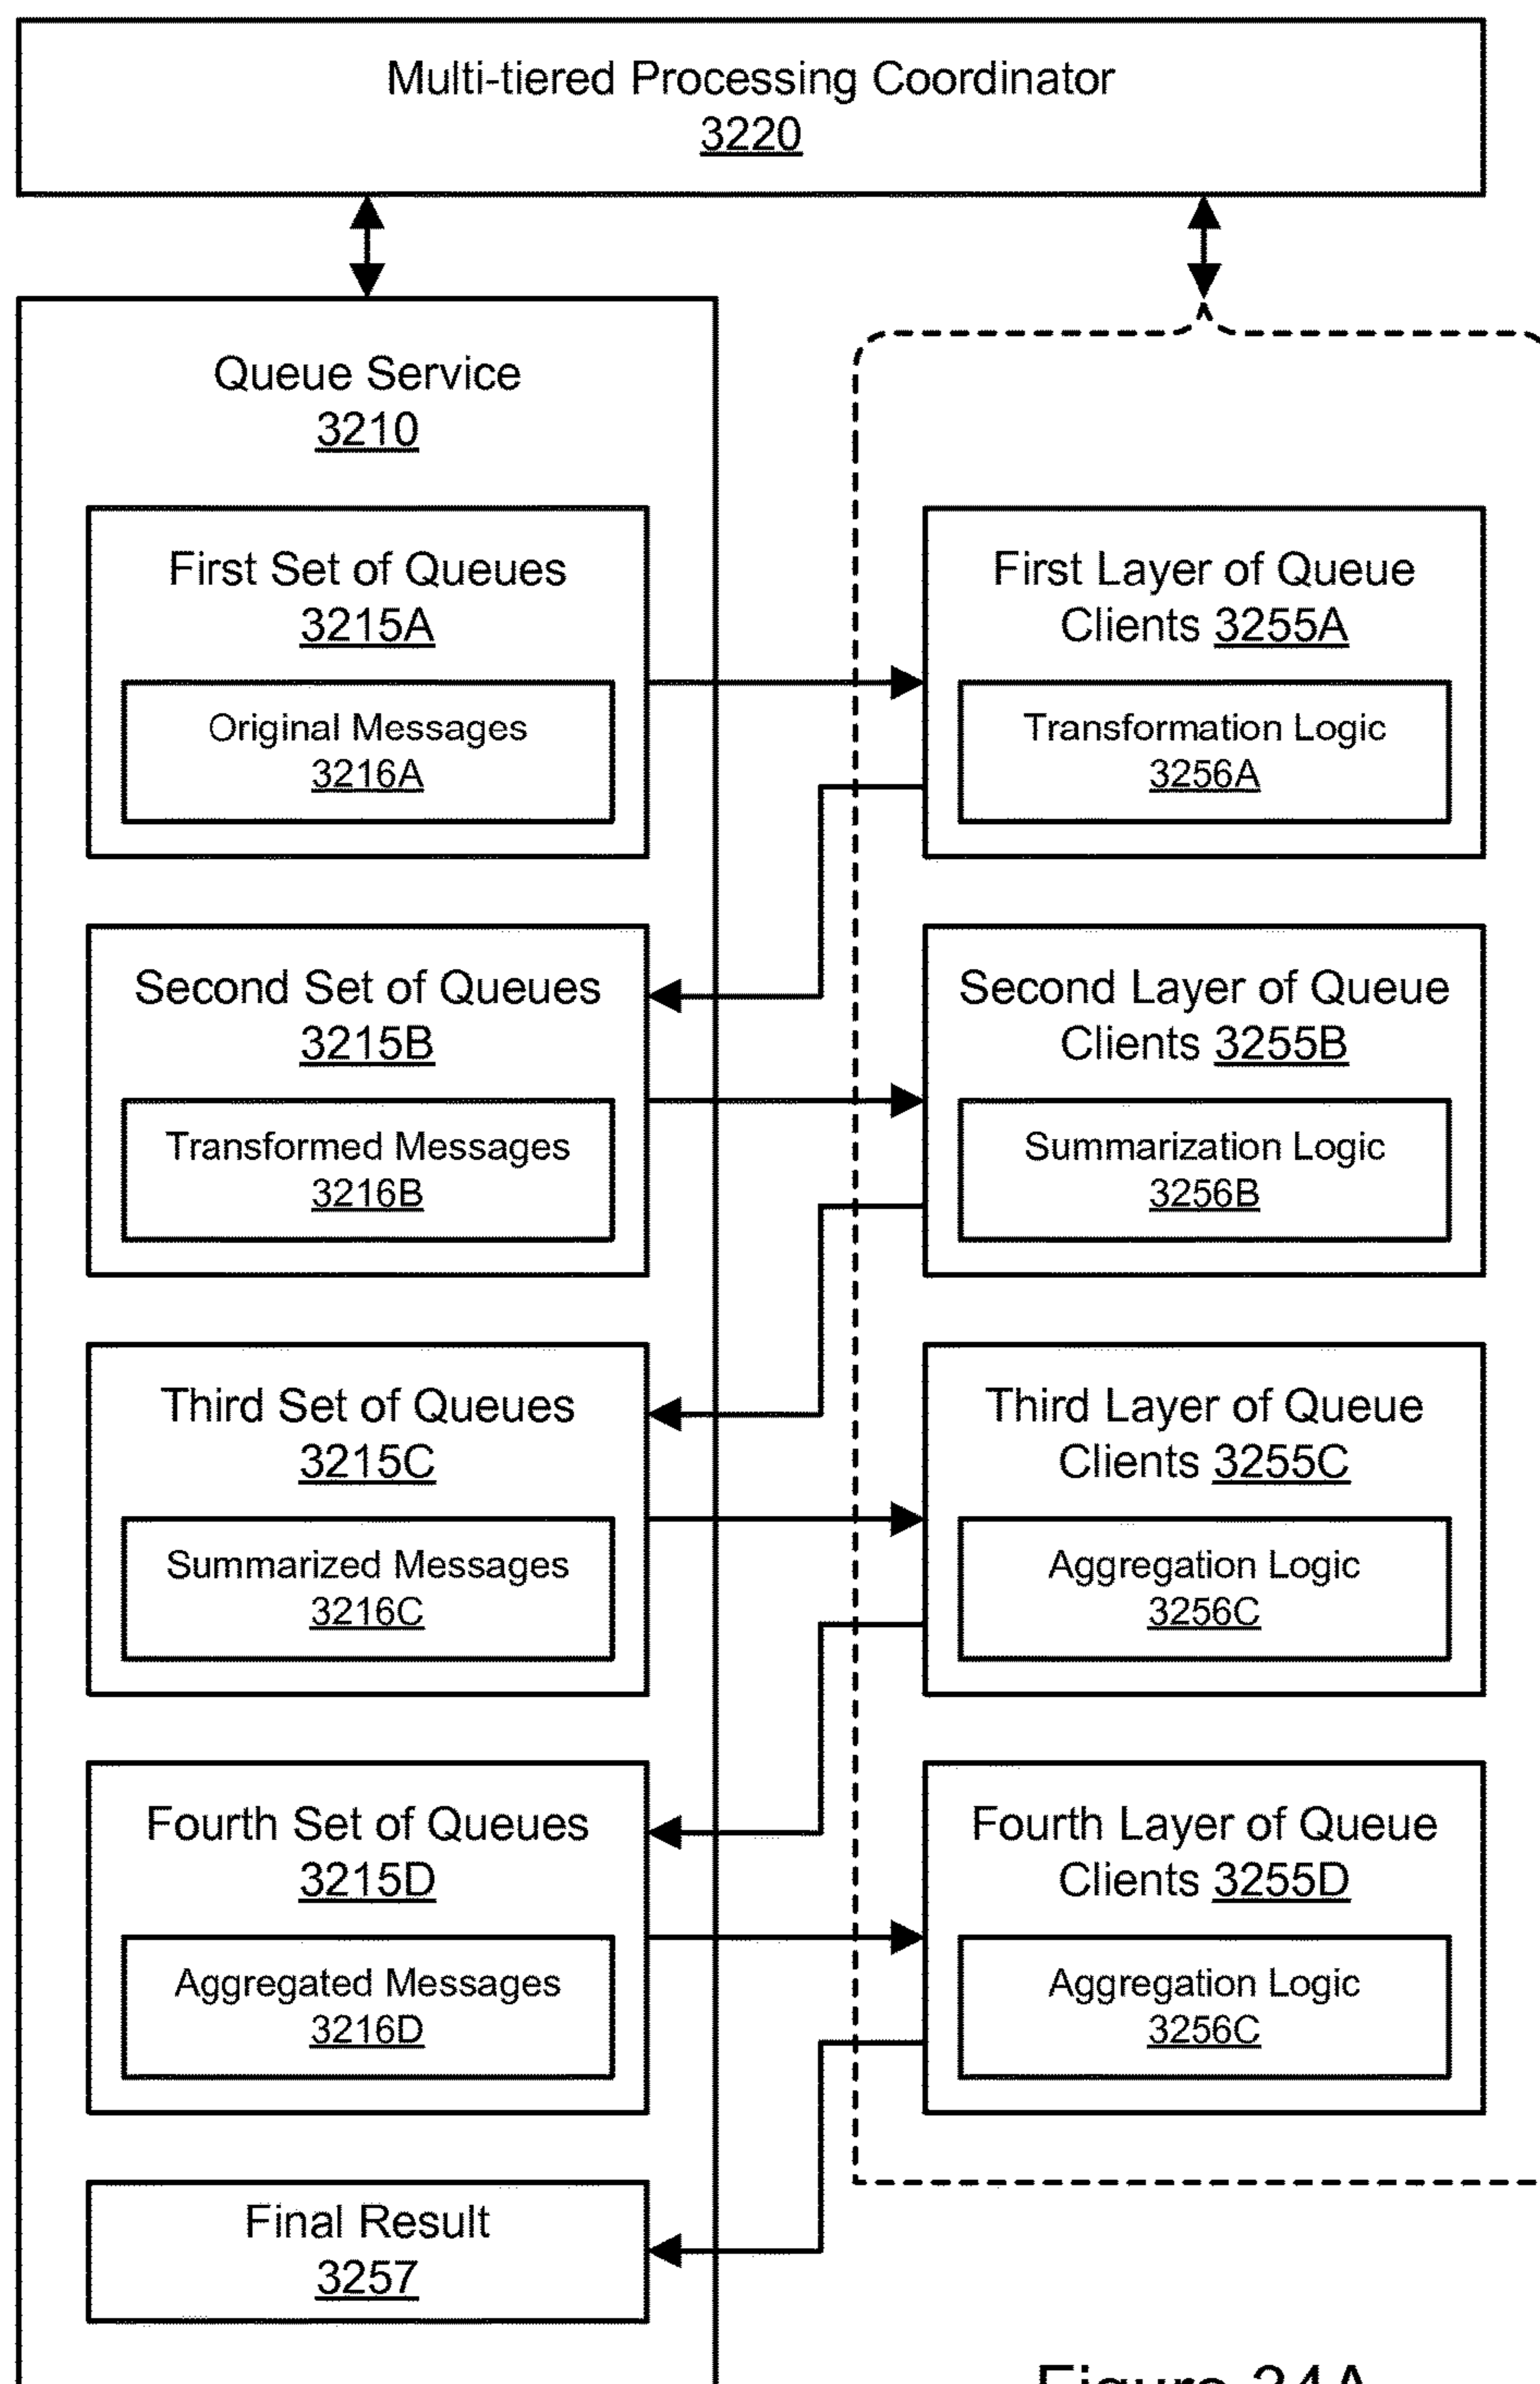 Multi-tiered Processing Coordinator
3220
Queue Service
3210
First Set of Queues
3215A
Original Messages
3216A
First Layer of Queue
Clients 3255A
Transformation Logic
3256A
Second Set of Queues
3215B
Transformed Messages
3216B
Second Layer of Queue
Clients 3255B
Summarization Logic
3256B
Third Set of Queues
3215C
Summarized Messages
3216C
Third Layer of Queue
Clients 3255C
Aggregation Logic
3256C
Fourth Set of Queues
3215D
Aggregated Messages
3216D
Fourth Layer of Queue
Clients 3255D
Aggregation Logic
3256C
Final Result
3257
Figure 24A